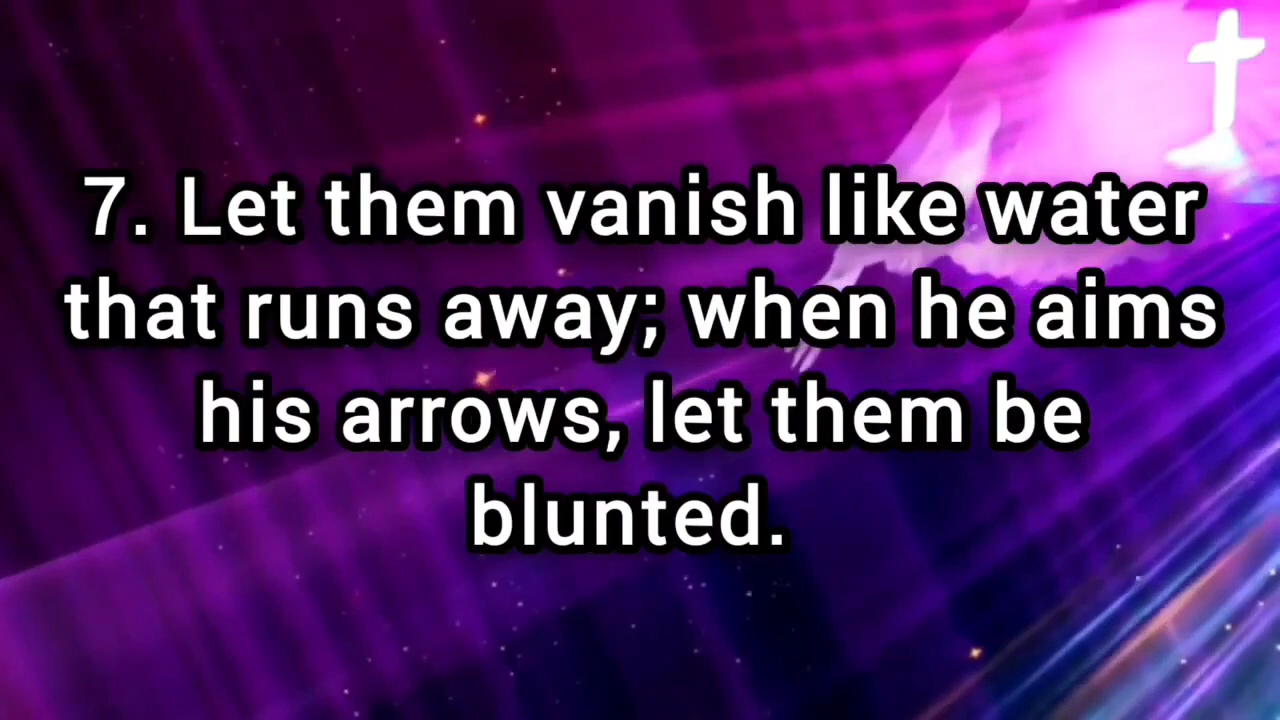 7. Let them vanish like water
that runs away; when he aims
his arrows, let them be
blunted.